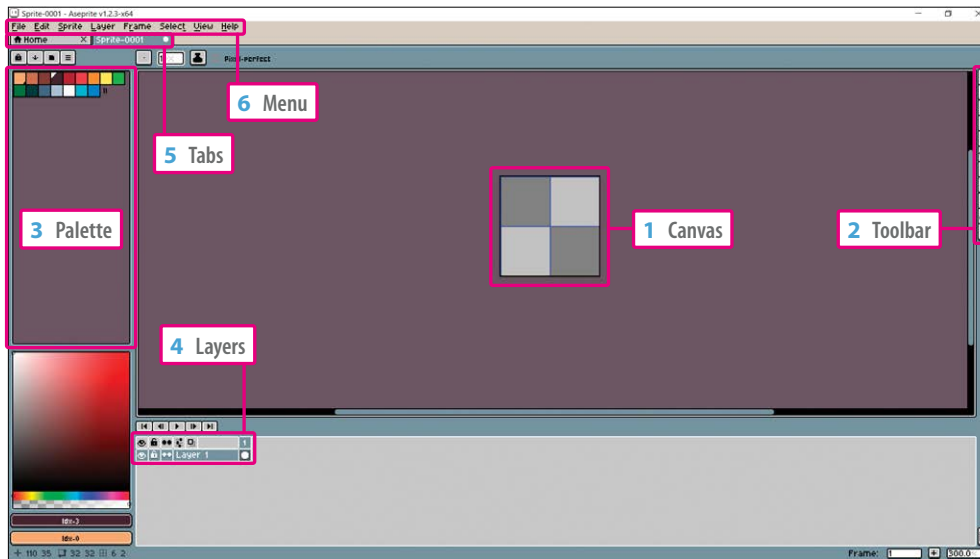 Sprite-0001 - Aseprite v1.2.3-x64
File Edit Sprite Layer Frame Select View Help
Home X Sprite-0001
Pixel-perfect
6 Menu
5 Tabs
3 Palette
1 Canvas
2 Toolbar
4 Layers
1
Layer 1
Idx-3
Idx-0
110 35 32 32 6 2
Frame: 1 + 300.0